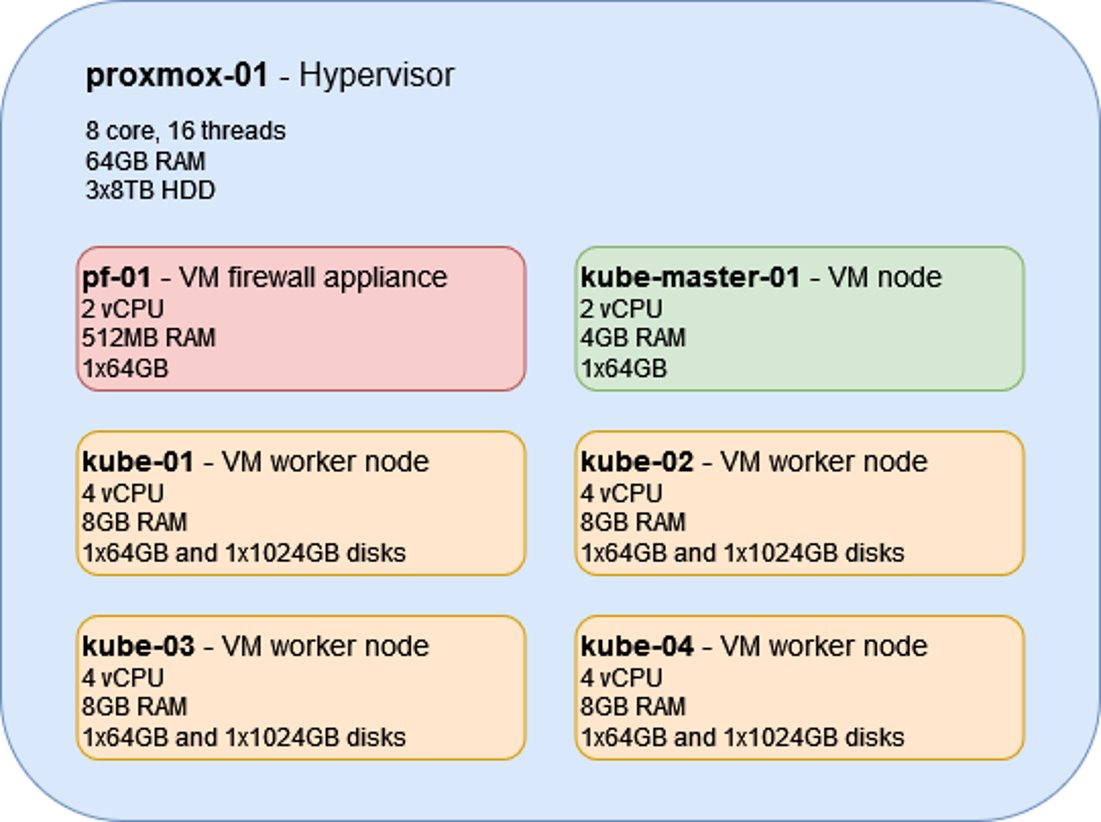 proxmox-01 - Hypervisor
8 core, 16 threads
64GB RAM
3x8TB HDD
pf-01 - VM firewall appliance
2 vCPU
512MB RAM
1x64GB
kube-master-01 - VM node
2 vCPU
4GB RAM
1x64GB
kube-01 - VM worker node
4 vCPU
8GB RAM
1x64GB and 1x1024GB disks
kube-02 - VM worker node
4 vCPU
8GB RAM
1x64GB and 1x1024GB disks
kube-03 - VM worker node
4 vCPU
8GB RAM
1x64GB and 1x1024GB disks
kube-04 - VM worker node
4 vCPU
8GB RAM
1x64GB and 1x1024GB disks